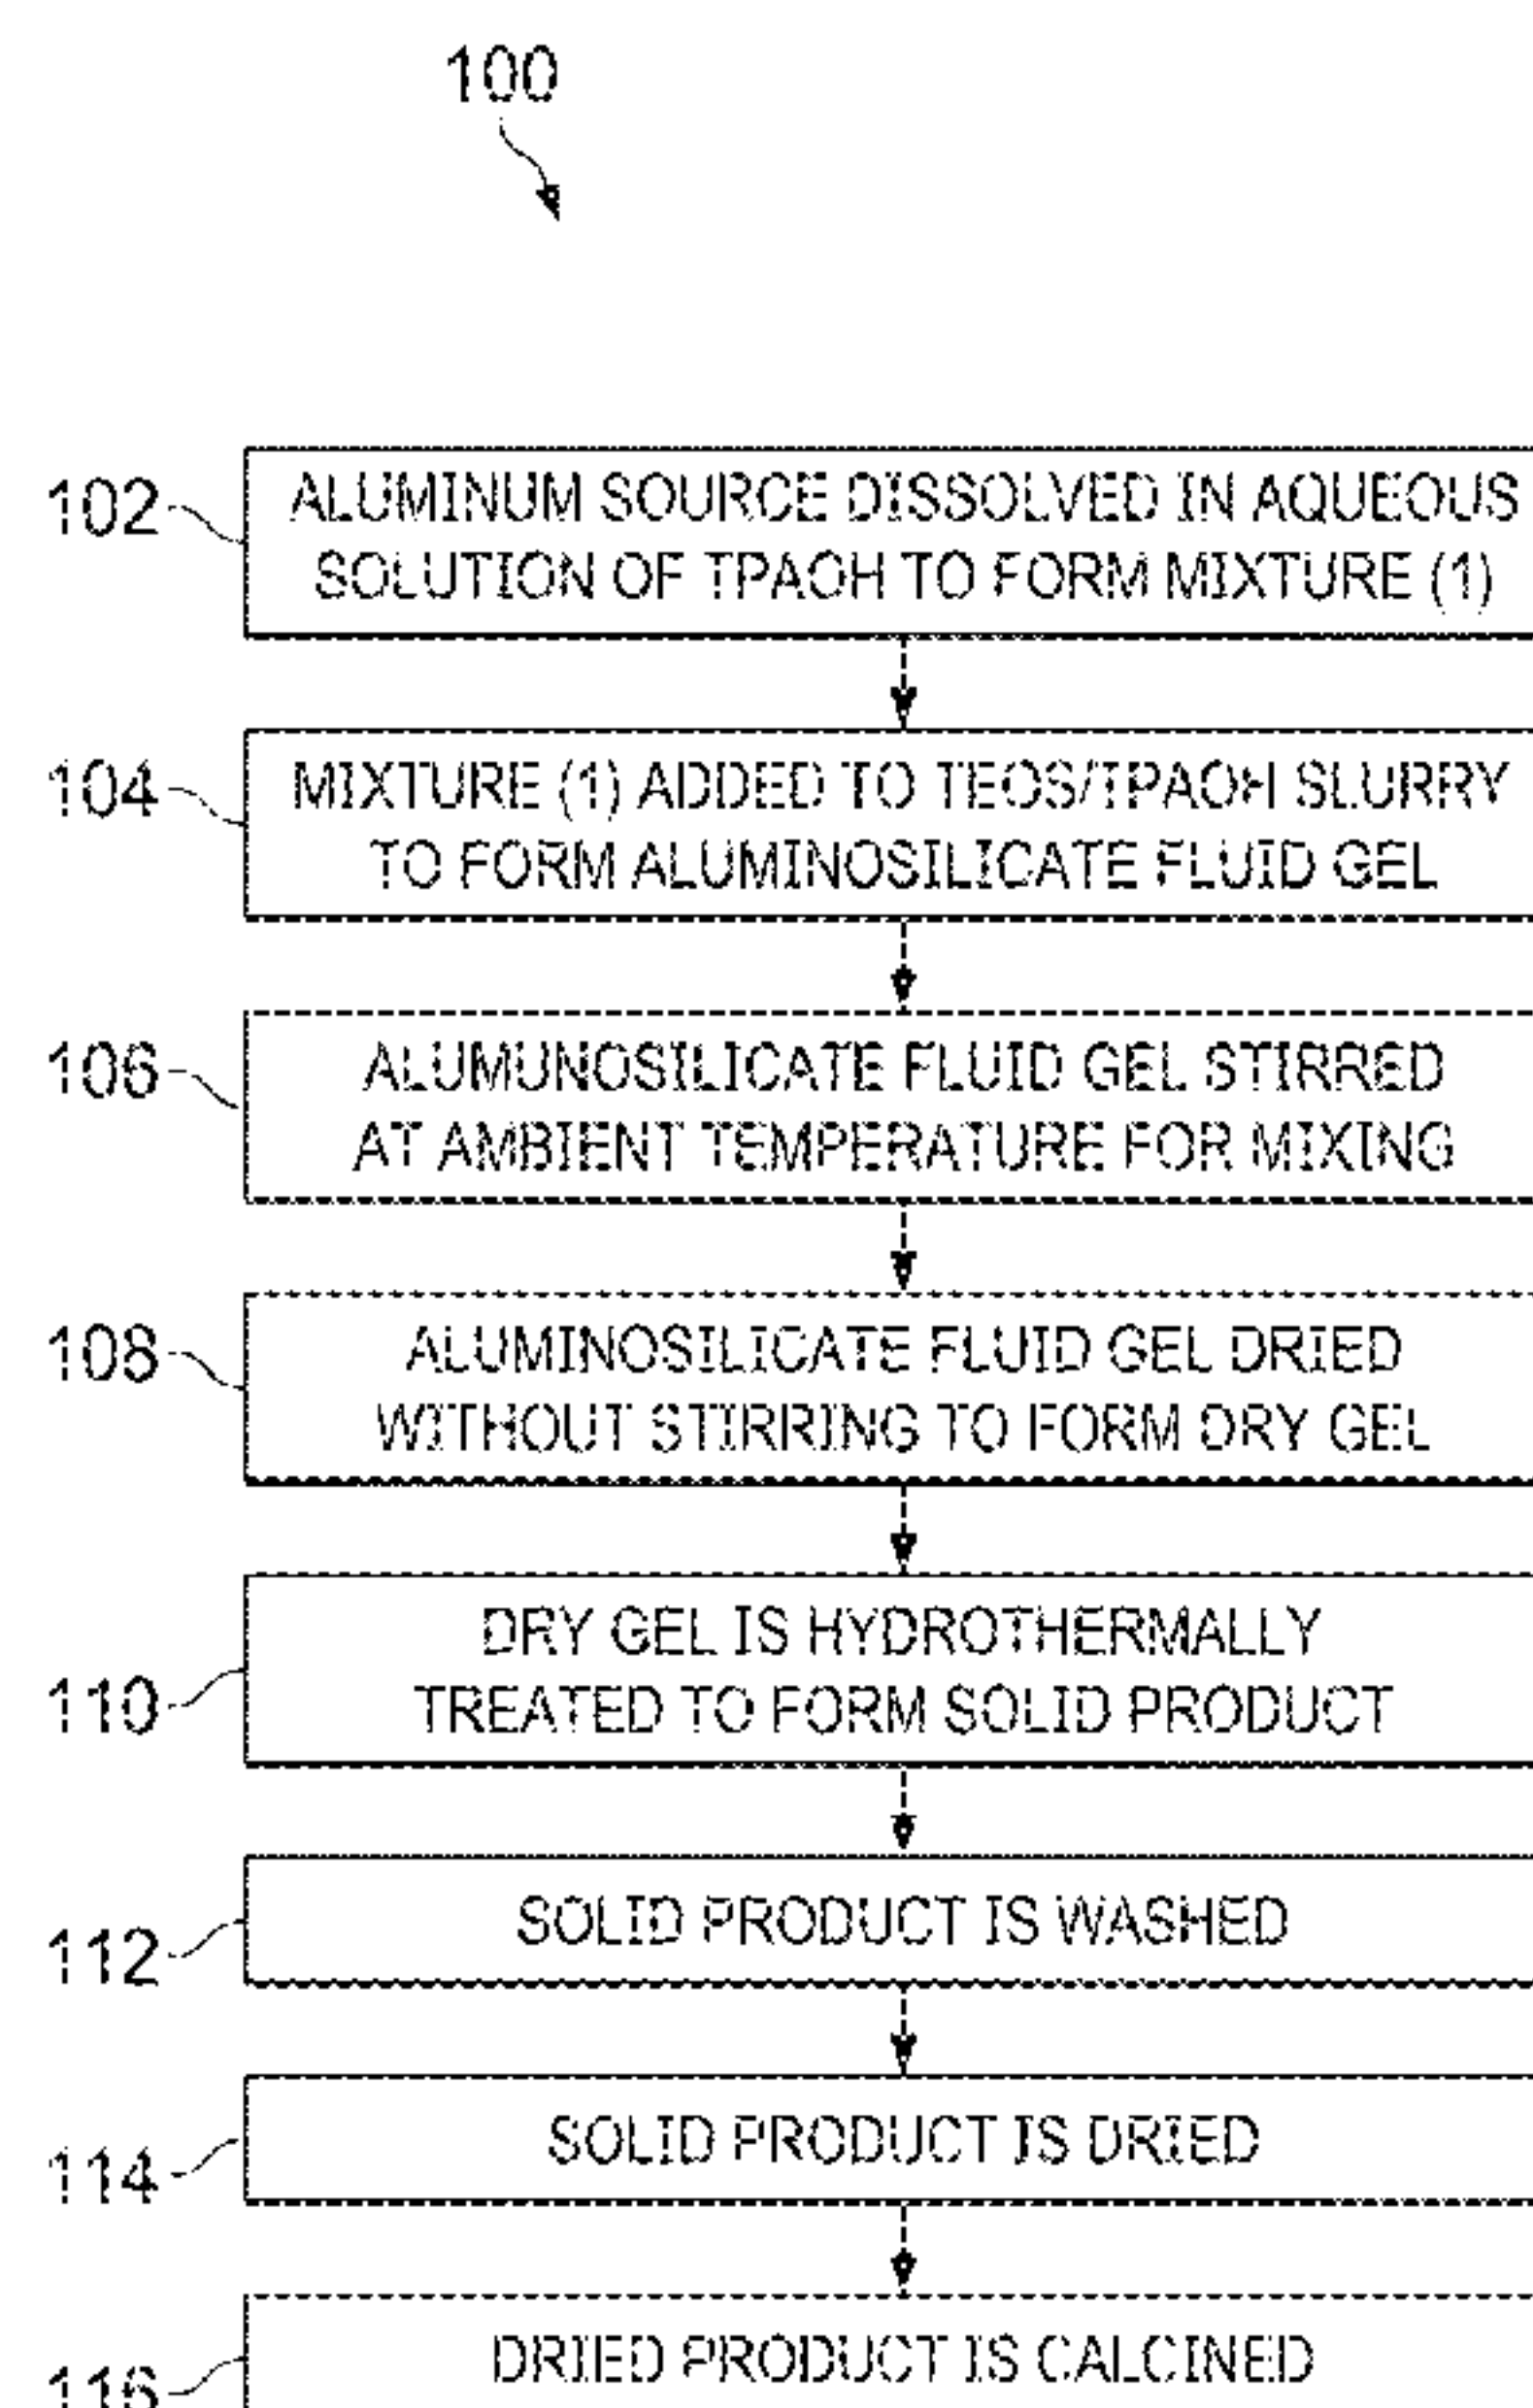 100
102
ALUMINUM SOURCE DISSOLVED IN AQUEOUS
SOLUTION OF TPAOH TO FORM MIXTURE (1)
104
MIXTURE (1) ADDED TO TEOS/TPAOH SLURRY
TO FORM ALUMINOSILICATE FLUID GEL
106
ALUMUNOSILICATE FLUID GEL STIRRED
AT AMBIENT TEMPERATURE FOR MIXING
108
ALUMINOSILICATE FLUID GEL DRIED
WITHOUT STIRRING TO FORM DRY GEL
110
DRY GEL IS HYDROTHERMALLY
TREATED TO FORM SOLID PRODUCT
112
SOLID PRODUCT IS WASHED
114
SOLID PRODUCT IS DRIED
116
DRIED PRODUCT IS CALCINED